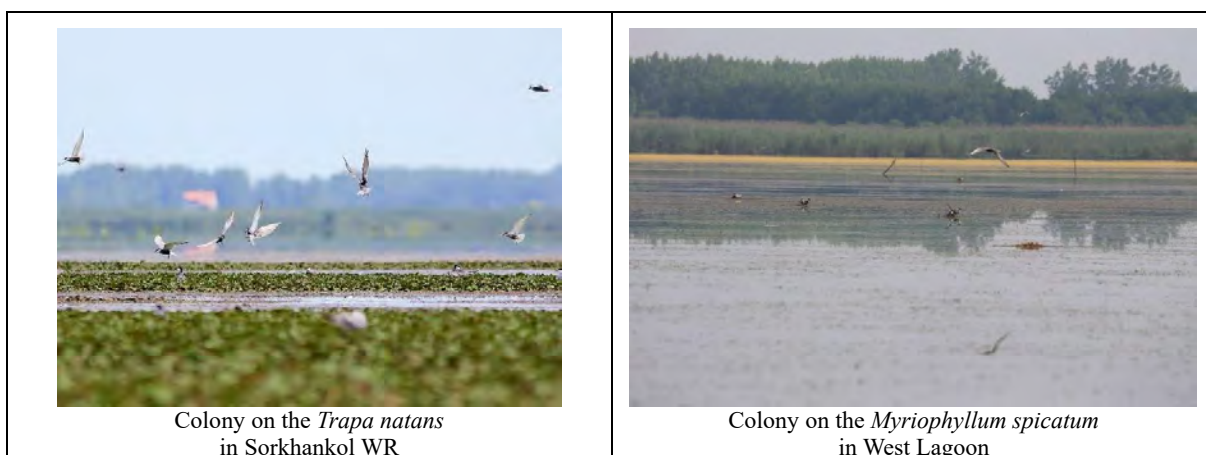 Colony on the Trapa natans
in Sorkhankol WR
Colony on the Myriophyllum spicatum
in West Lagoon